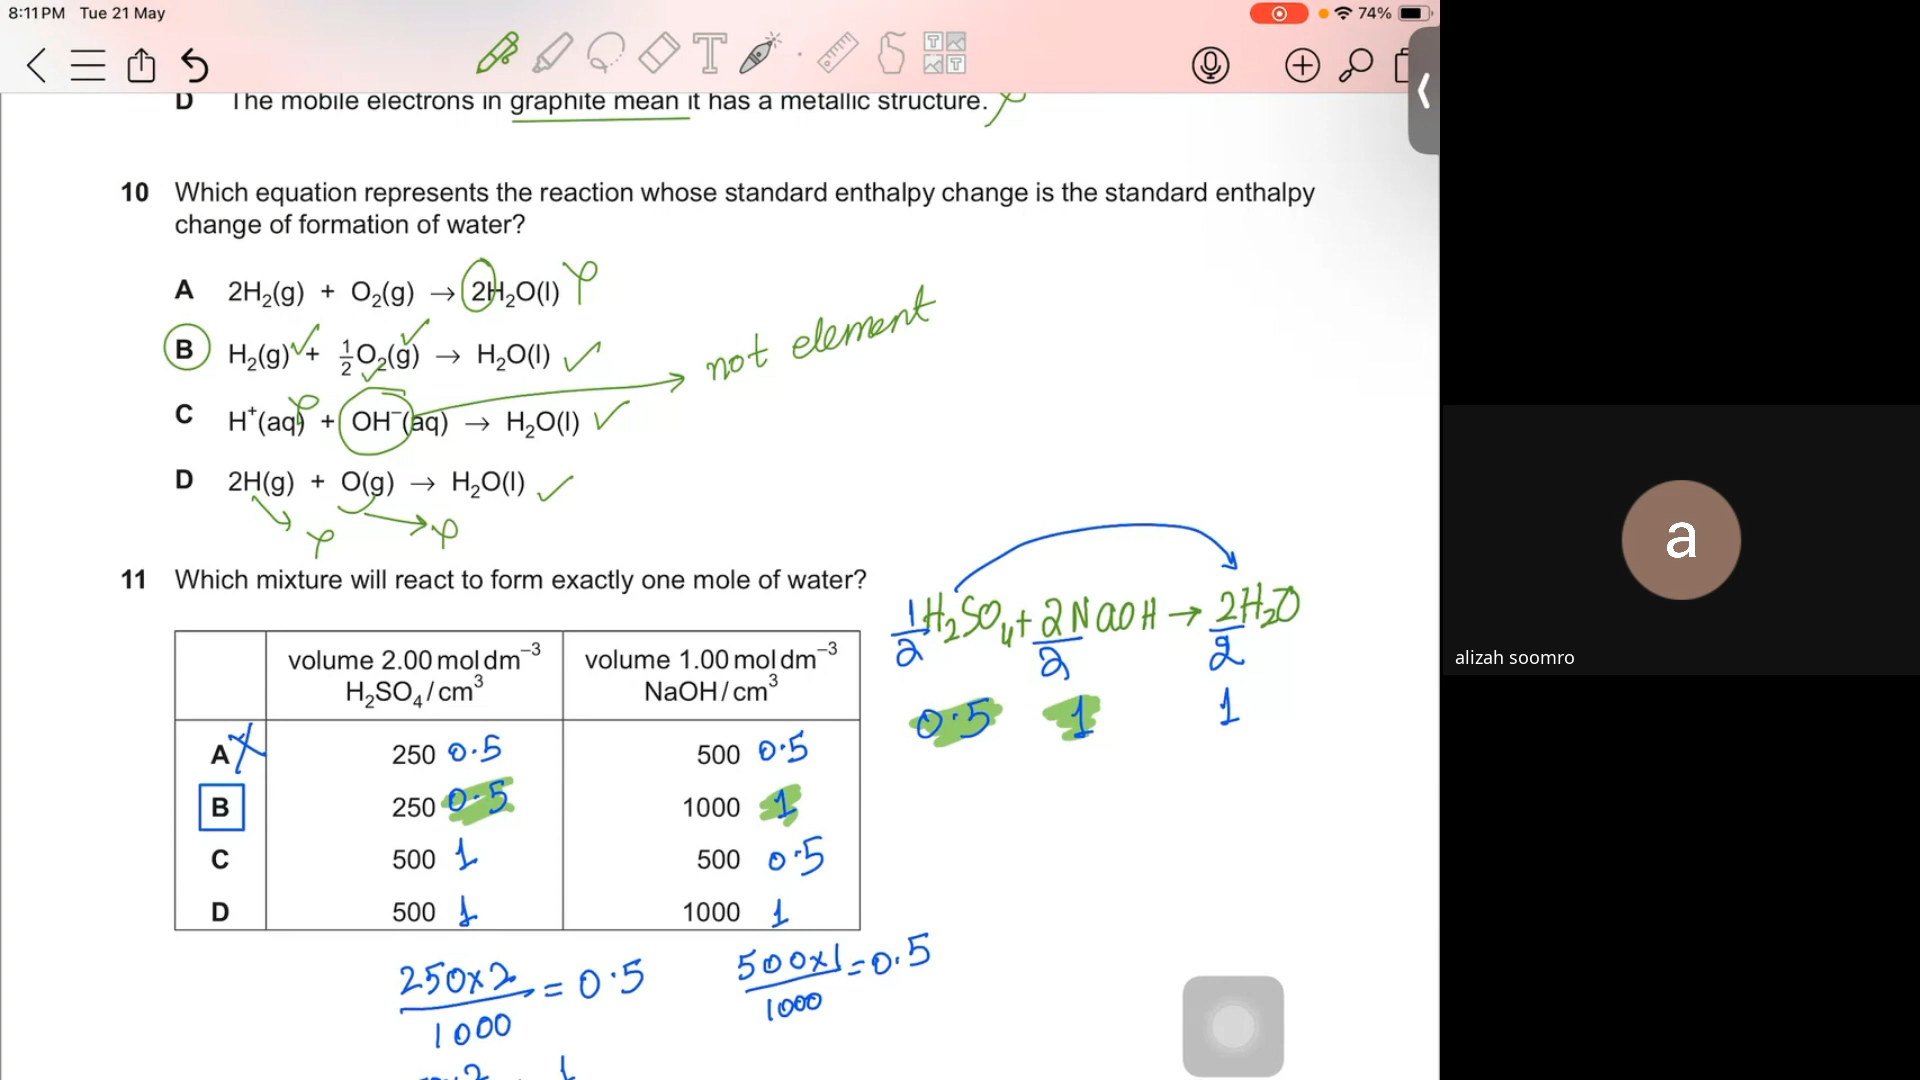 8:11 PM Tue 21 May
74%
D The mobile electrons in graphite mean it has a metallic structure.
10 Which equation represents the reaction whose standard enthalpy change is the standard enthalpy
change of formation of water?
A 2H₂(g) + O₂(g) → 2H₂O(l)
B H₂(g) + ½O₂(g) → H₂O(l)
not element
C H⁺(aq) + OH⁻(aq) → H₂O(l)
D 2H(g) + O(g) → H₂O(l)
11 Which mixture will react to form exactly one mole of water?
1/2 H₂SO₄ + 2/2 NaOH → 2/2 H₂O
0.5 1 1
volume 2.00 mol dm⁻³ volume 1.00 mol dm⁻³
H₂SO₄ / cm³ NaOH / cm³
A 250 0.5 500 0.5
B 250 0.5 1000 1
C 500 1 500 0.5
D 500 1 1000 1
250×2/1000 = 0.5 500×1/1000 = 0.5
a
alizah soomro